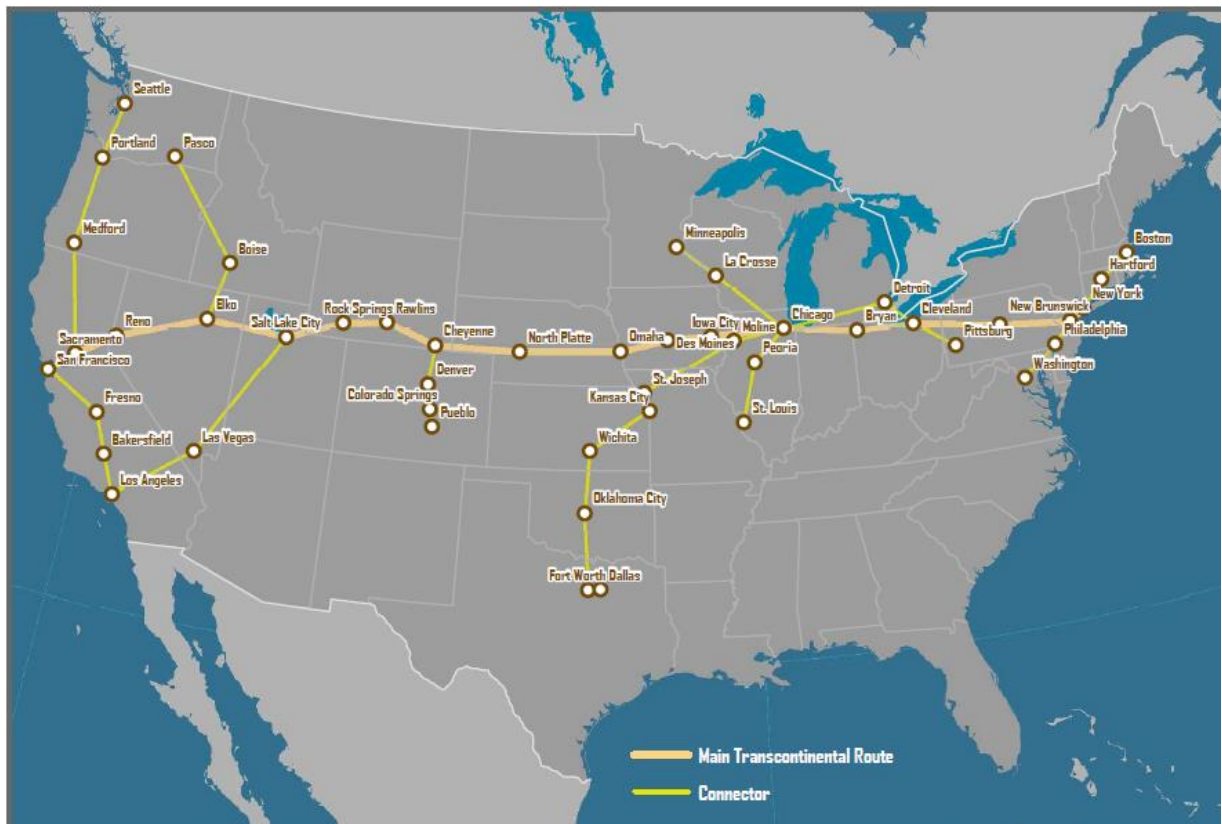 Seattle
Portland
Pasco
Medford
Boise
Minneapolis
La Crosse
Boston
Hartford
New York
Detroit
Elko
Reno
Salt Lake City
Rock Springs Rawlins
Cheyenne
North Platte
Omaha
Iowa City
Des Moines
Moline
Chicago
Bryan
Cleveland
New Brunswick
Pittsburg
Philadelphia
Sacramento
San Francisco
Peoria
Denver
Colorado Springs
Pueblo
St. Joseph
Kansas City
Washington
Fresno
St. Louis
Bakersfield
Las Vegas
Wichita
Los Angeles
Oklahoma City
Fort Worth Dallas
Main Transcontinental Route
Connector